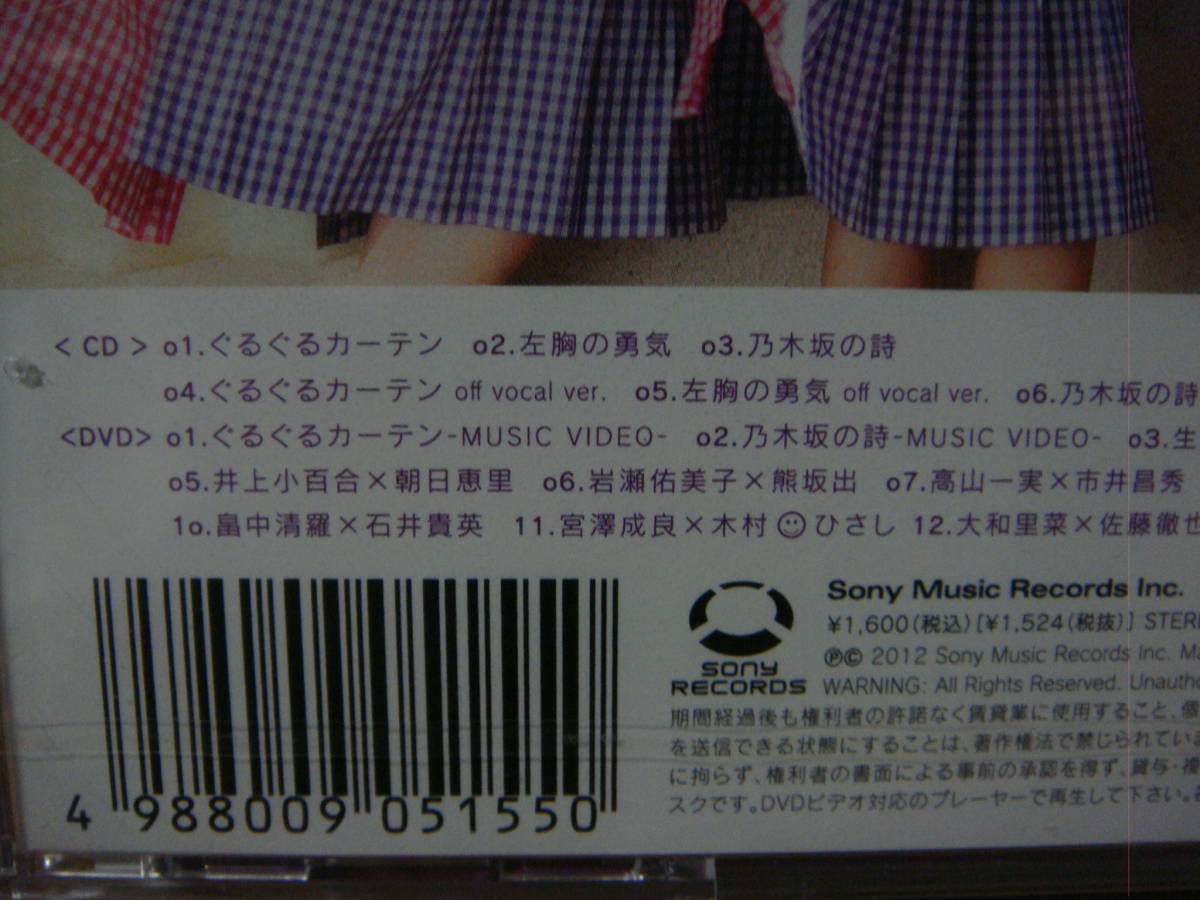 < CD > o1.ぐるぐるカーテン o2.左胸の勇気 o3.乃木坂の詩
o4.ぐるぐるカーテン off vocal ver. o5.左胸の勇気 off vocal ver. o6.乃木坂の詩
<DVD> o1.ぐるぐるカーテン-MUSIC VIDEO- o2.乃木坂の詩-MUSIC VIDEO- o3.生
o5.井上小百合×朝日恵里 o6.岩瀬佑美子×熊坂出 o7.高山一実×市井昌秀
1o.畠中清羅×石井貴英 11.宮澤成良×木村☺ひさし 12.大和里菜×佐藤徹也
4 988009 051550
SONY RECORDS
Sony Music Records Inc.
¥1,600(税込)[¥1,524(税抜)] STERE
℗© 2012 Sony Music Records Inc. Ma
WARNING: All Rights Reserved. Unautho
期間経過後も権利者の許諾なく賃貸業に使用すること、個
を送信できる状態にすることは、著作権法で禁じられてい
に拘らず、権利者の書面による事前の承認を得ず、貸与・複
スクです。DVDビデオ対応のプレーヤーで再生して下さい。